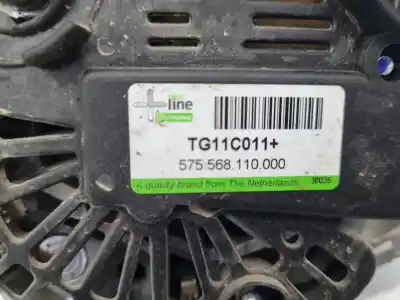 line
TG11C011+
575.568.110.000
A quality brand from The Netherlands